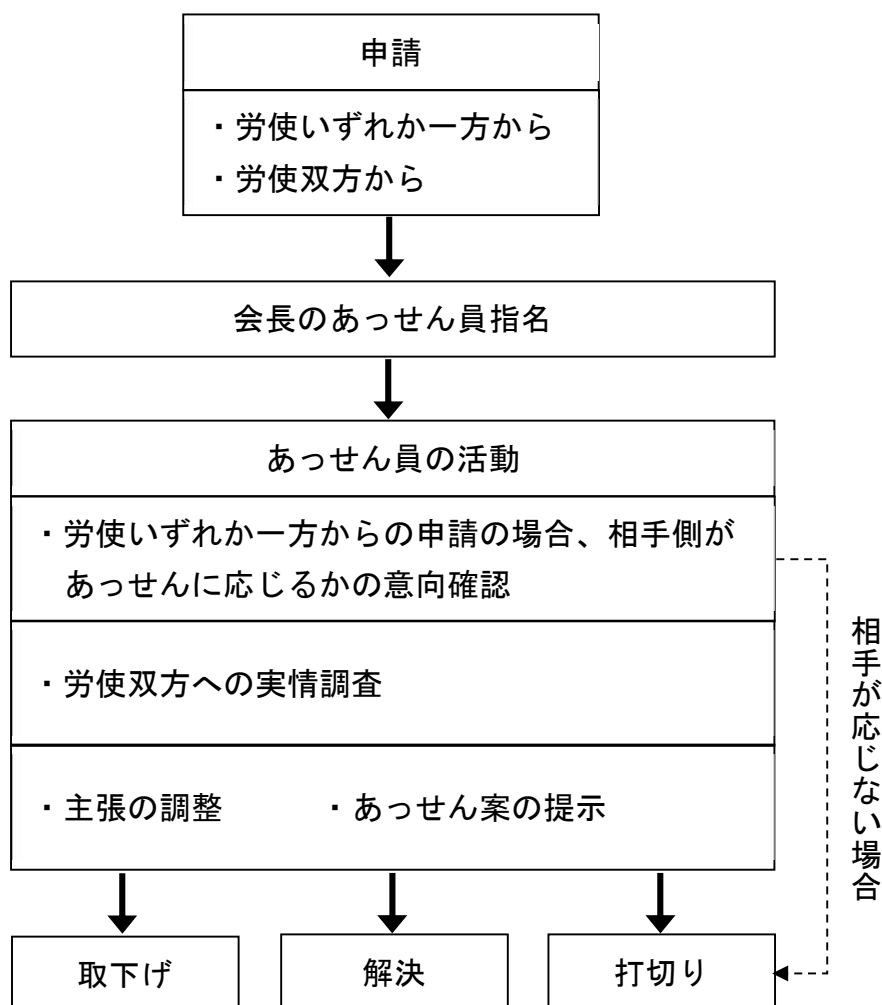 申請
・労使いずれか一方から
・労使双方から
会長のあっせん員指名
あっせん員の活動
・労使いずれか一方からの申請の場合、相手側が
あっせんに応じるかの意向確認
・労使双方への実情調査
・主張の調整　　　・あっせん案の提示
相手が応じない場合
取下げ
解決
打切り